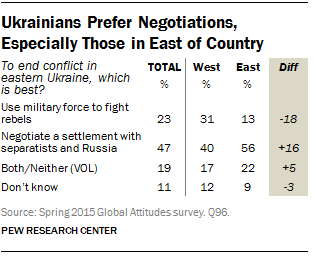 Ukrainians Prefer Negotiations,
Especially Those in East of Country
To end conflict in
eastern Ukraine, which
is best?
TOTAL West East Diff
% % %
Use military force to fight
rebels 23 31 13 -18
Negotiate a settlement with
separatists and Russia 47 40 56 +16
Both/Neither (VOL) 19 17 22 +5
Don't know 11 12 9 -3
Source: Spring 2015 Global Attitudes survey. Q96.
PEW RESEARCH CENTER